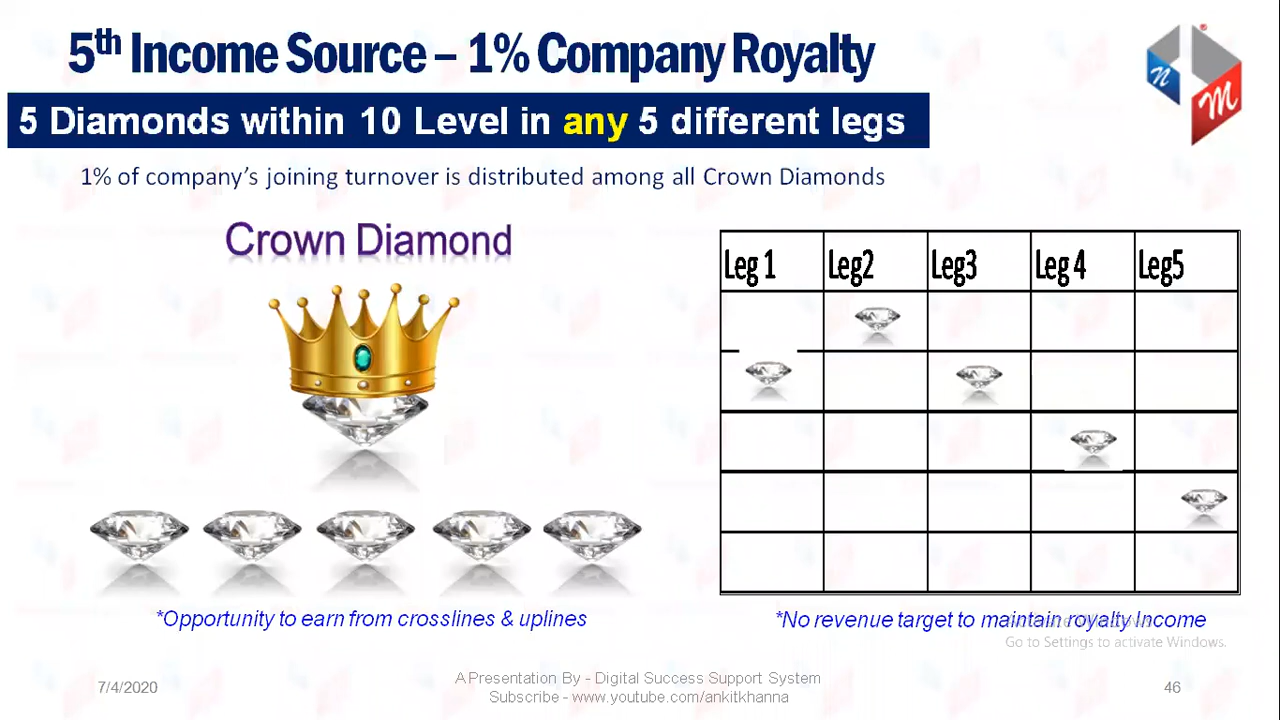 5th Income Source – 1% Company Royalty
5 Diamonds within 10 Level in any 5 different legs
1% of company's joining turnover is distributed among all Crown Diamonds
n
m
Crown Diamond
Leg 1 Leg2 Leg3 Leg 4 Leg5
*Opportunity to earn from crosslines & uplines
*No revenue target to maintain royalty Income
Activate Windows
Go to Settings to activate Windows.
7/4/2020
A Presentation By - Digital Success Support System
Subscribe - www.youtube.com/ankitkhanna
46